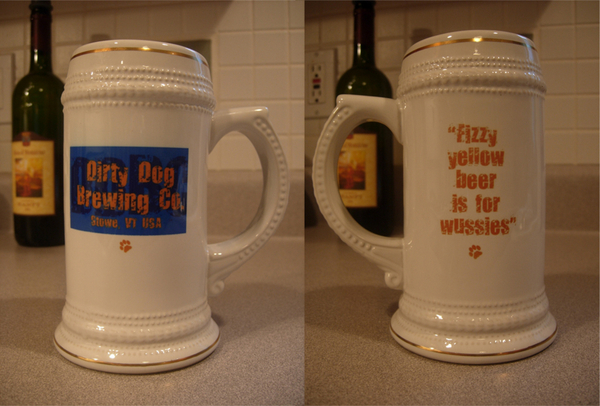 Dirty Dog
Brewing Co.
Stowe, VT USA
"Fizzy
yellow
beer
is for
wussies"